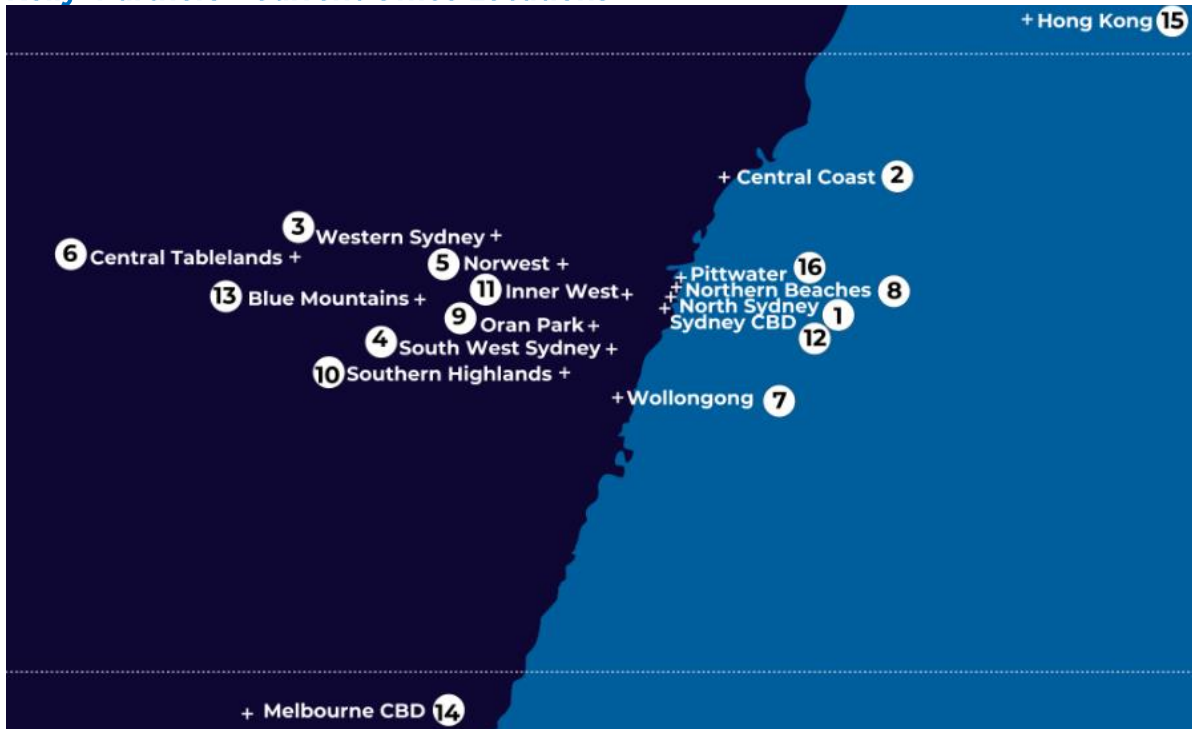 Hong Kong 15
Central Coast 2
3 Western Sydney
6 Central Tablelands
5 Norwest
Pittwater 16
11 Inner West
Northern Beaches 8
13 Blue Mountains
North Sydney 1
9 Oran Park
Sydney CBD 12
4 South West Sydney
10 Southern Highlands
Wollongong 7
Melbourne CBD 14